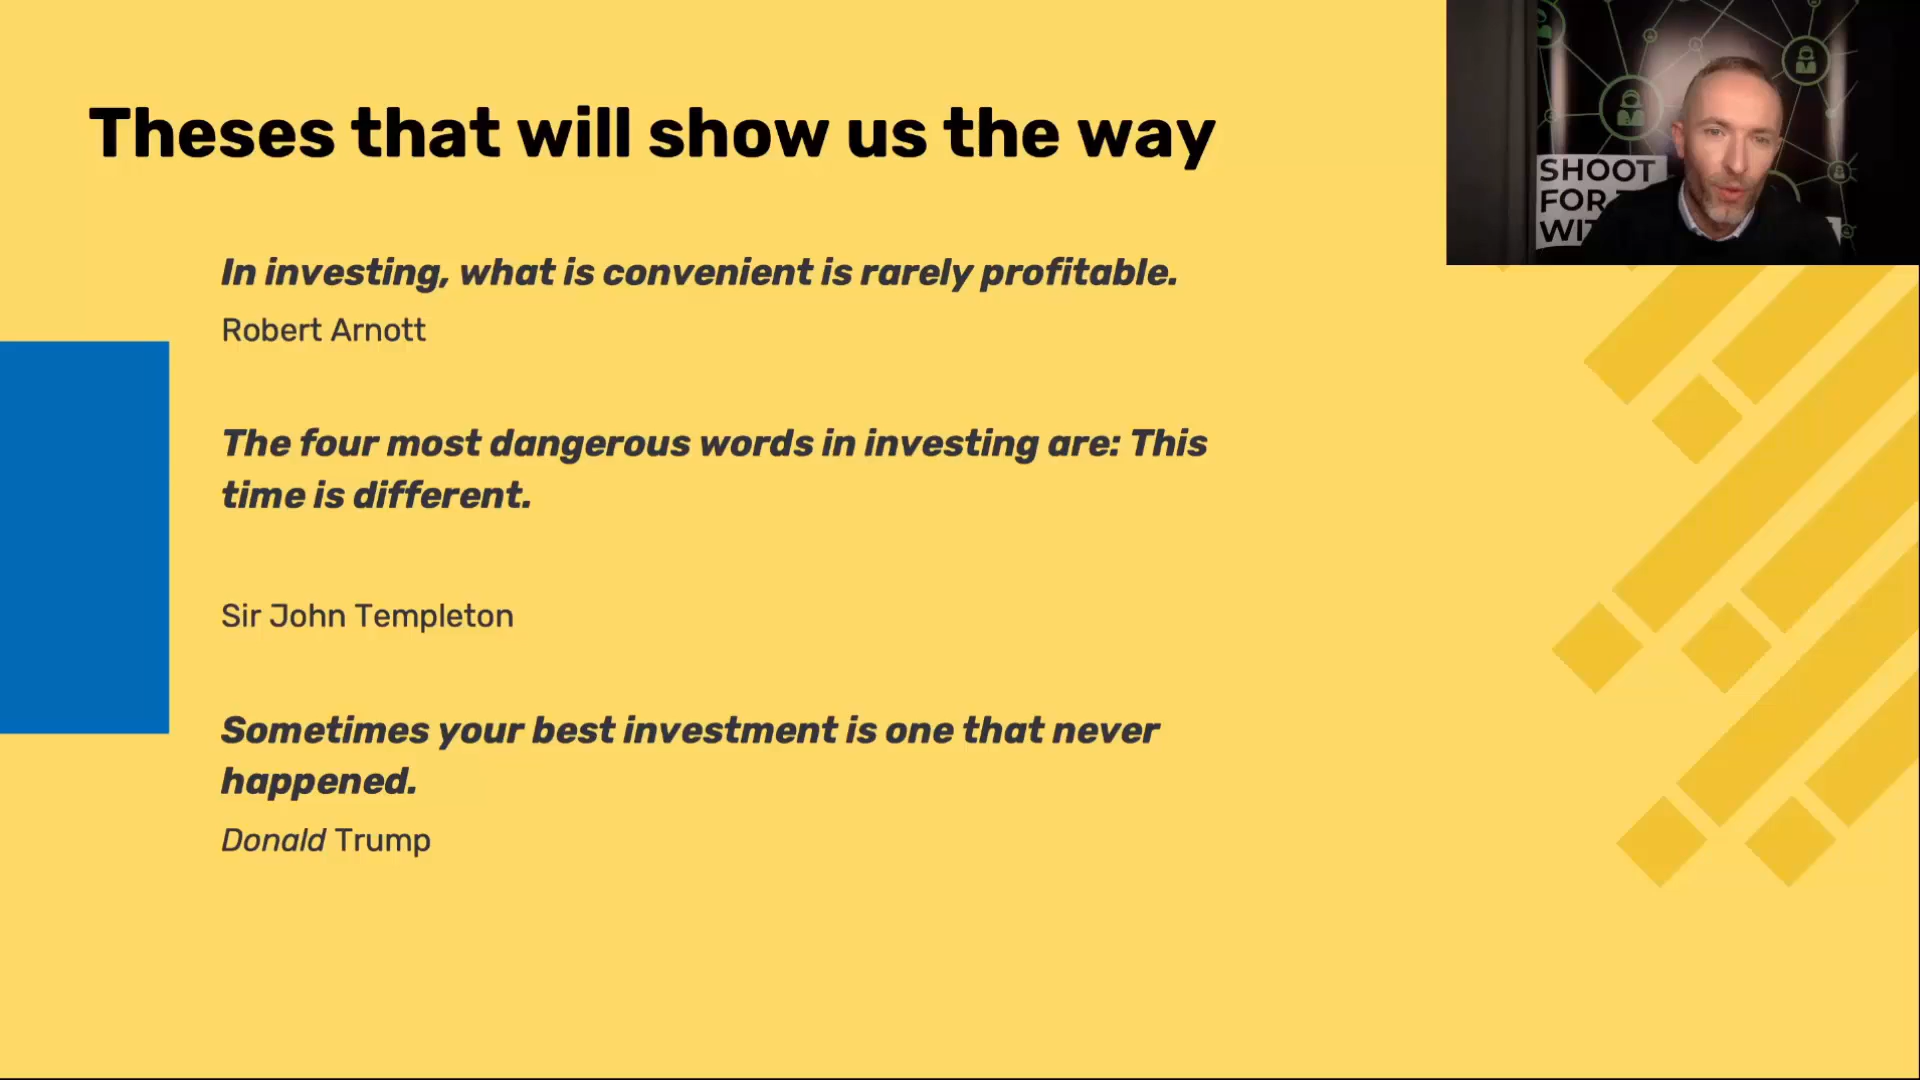 Theses that will show us the way
In investing, what is convenient is rarely profitable.
Robert Arnott
The four most dangerous words in investing are: This
time is different.
Sir John Templeton
Sometimes your best investment is one that never
happened.
Donald Trump
SHOOT
FOR